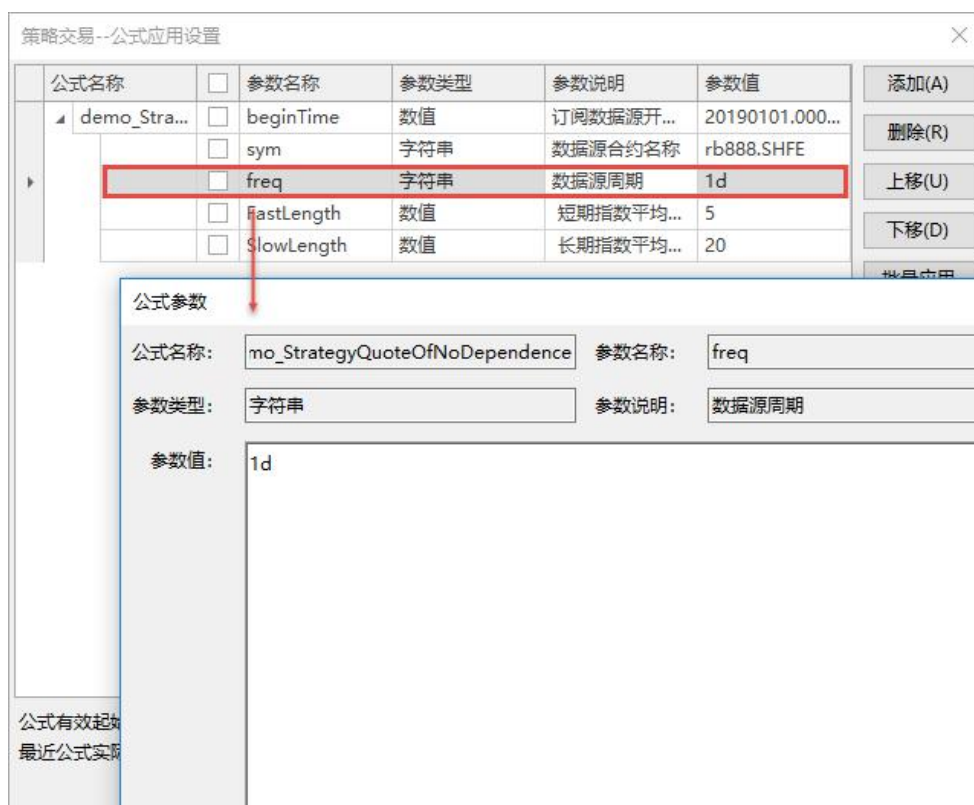 策略交易--公式应用设置
公式名称 参数名称 参数类型 参数说明 参数值 添加(A)
demo_Stra... beginTime 数值 订阅数据源开... 20190101.000...
删除(R)
sym 字符串 数据源合约名称 rb888.SHFE
freq 字符串 数据源周期 1d 上移(U)
FastLength 数值 短期指数平均... 5
下移(D)
SlowLength 数值 长期指数平均... 20
批量应用
公式参数
公式名称: mo_StrategyQuoteOfNoDependence 参数名称: freq
参数类型: 字符串 参数说明: 数据源周期
参数值: 1d
公式有效起始
最近公式实际